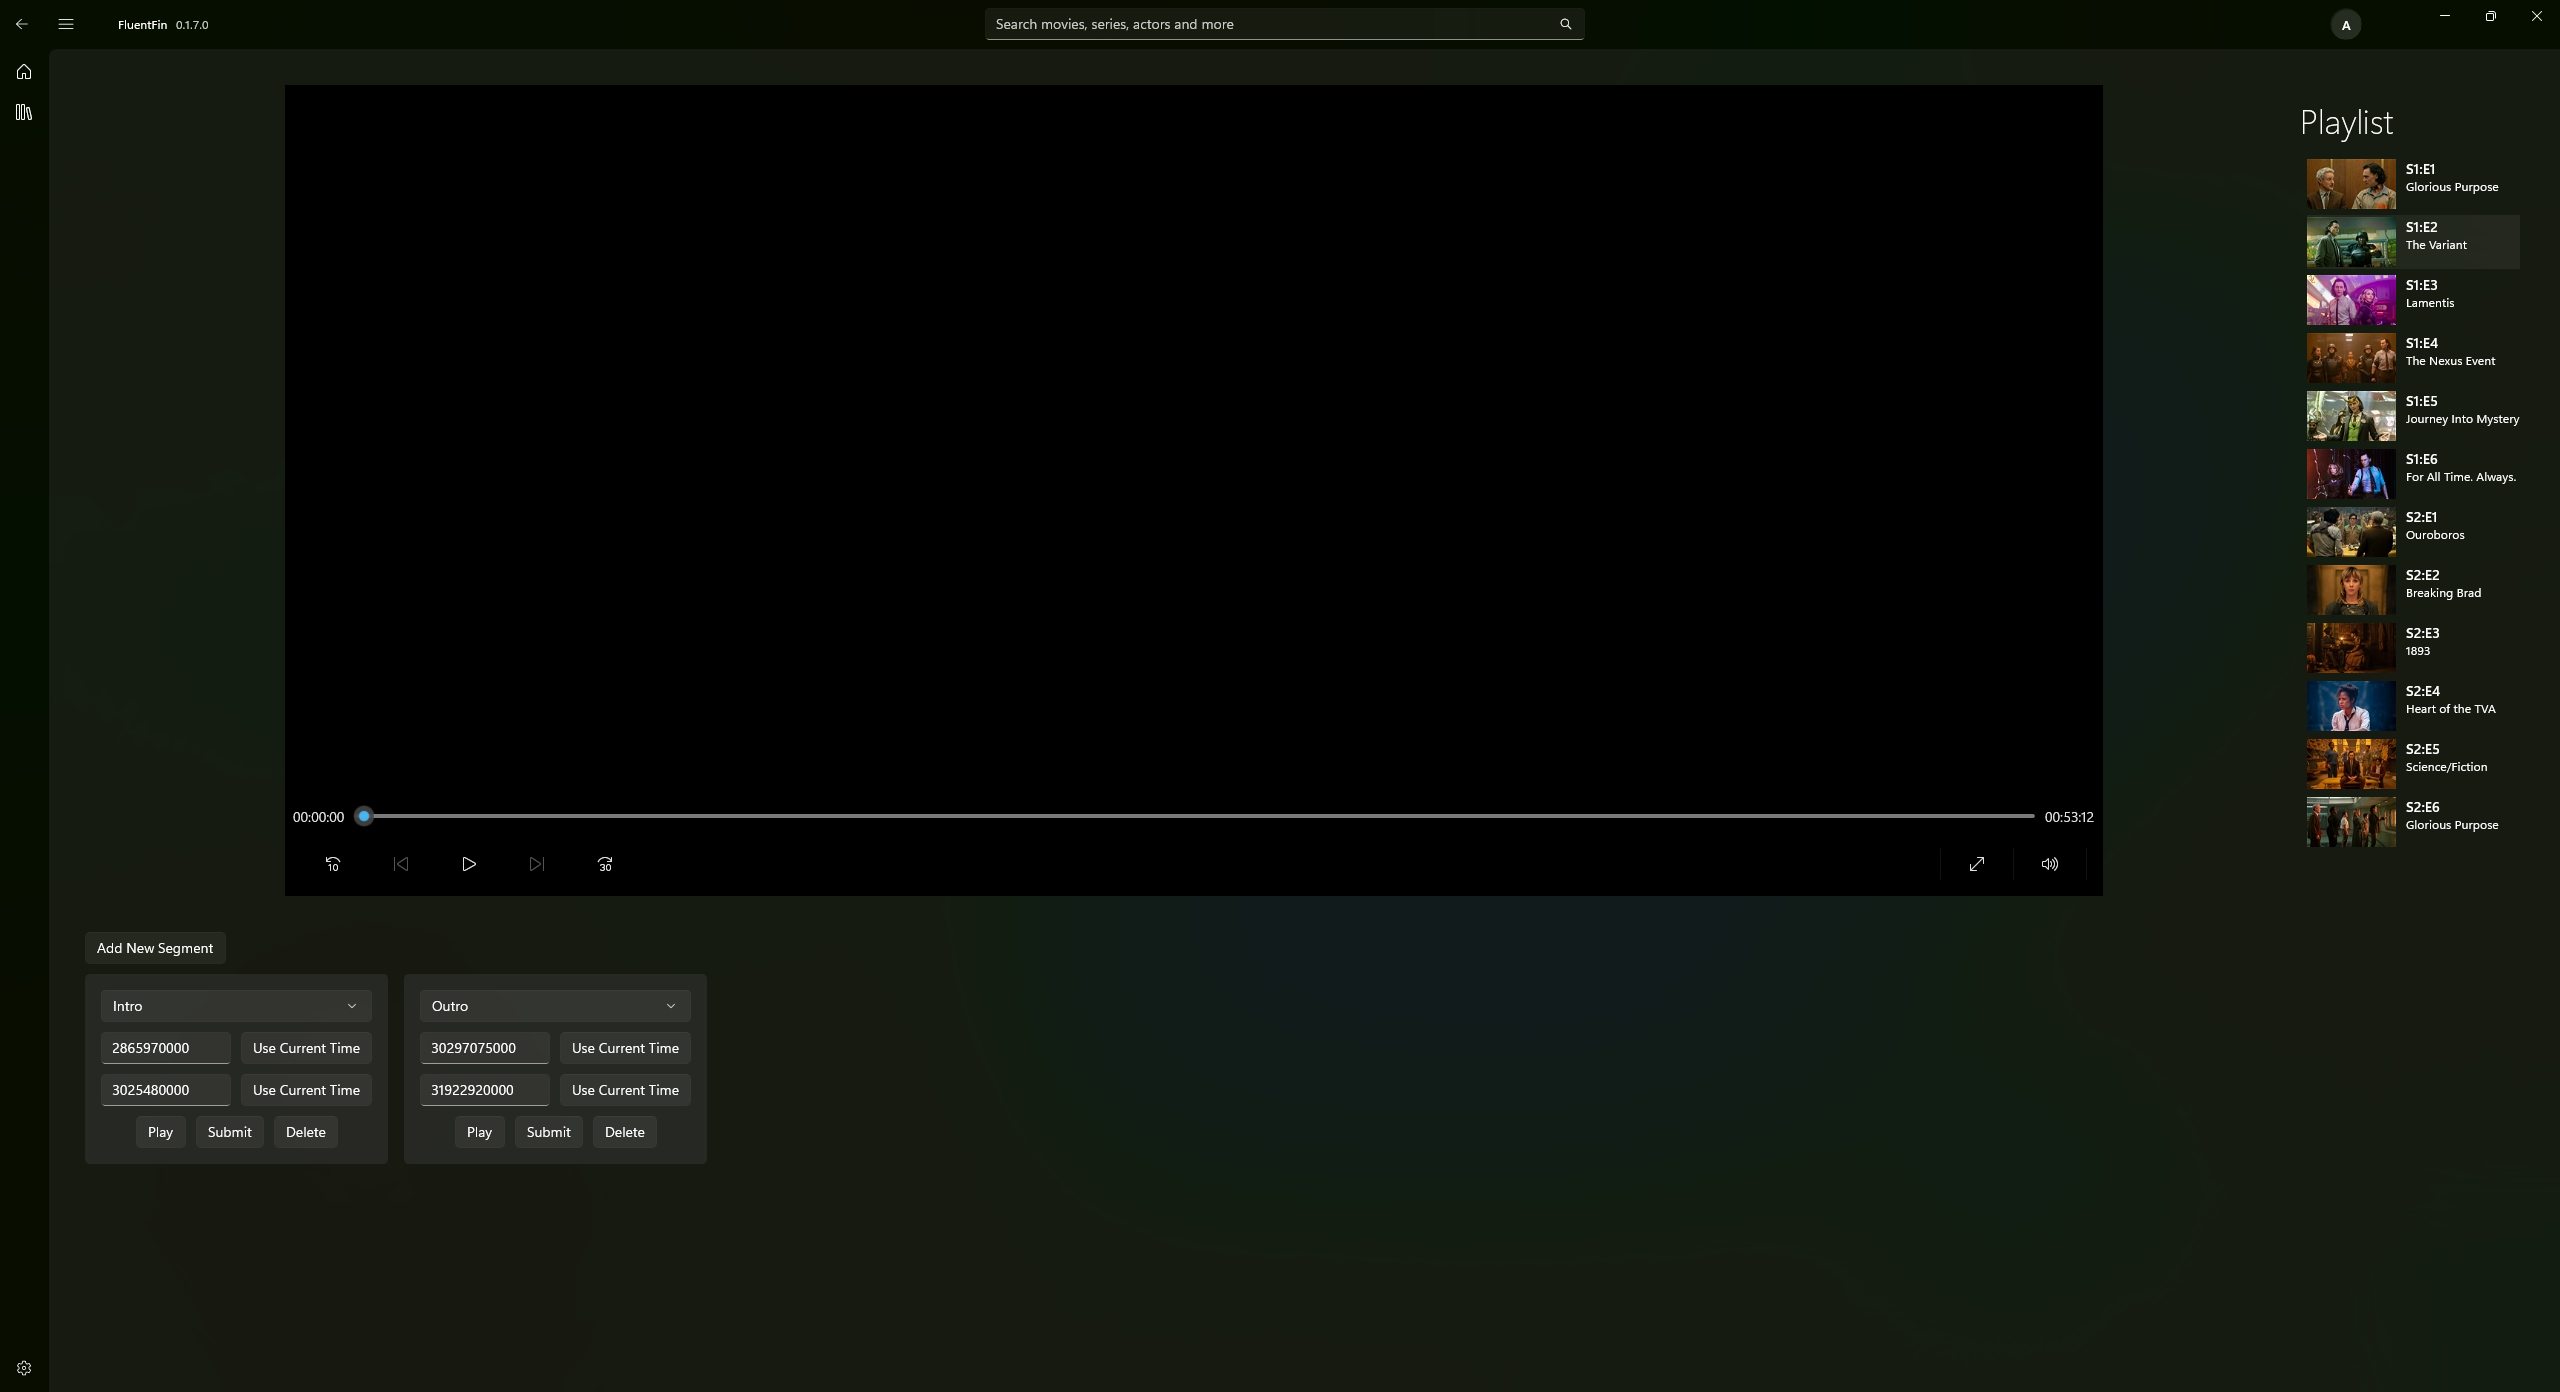 FluentFin 0.1.7.0
Search movies, series, actors and more
A
Playlist
S1:E1
Glorious Purpose
S1:E2
The Variant
S1:E3
Lamentis
S1:E4
The Nexus Event
S1:E5
Journey Into Mystery
S1:E6
For All Time. Always.
S2:E1
Ouroboros
S2:E2
Breaking Brad
S2:E3
1893
S2:E4
Heart of the TVA
S2:E5
Science/Fiction
S2:E6
Glorious Purpose
00:00:00
00:53:12
10
30
Add New Segment
Intro
2865970000 Use Current Time
3025480000 Use Current Time
Play Submit Delete
Outro
30297075000 Use Current Time
31922920000 Use Current Time
Play Submit Delete